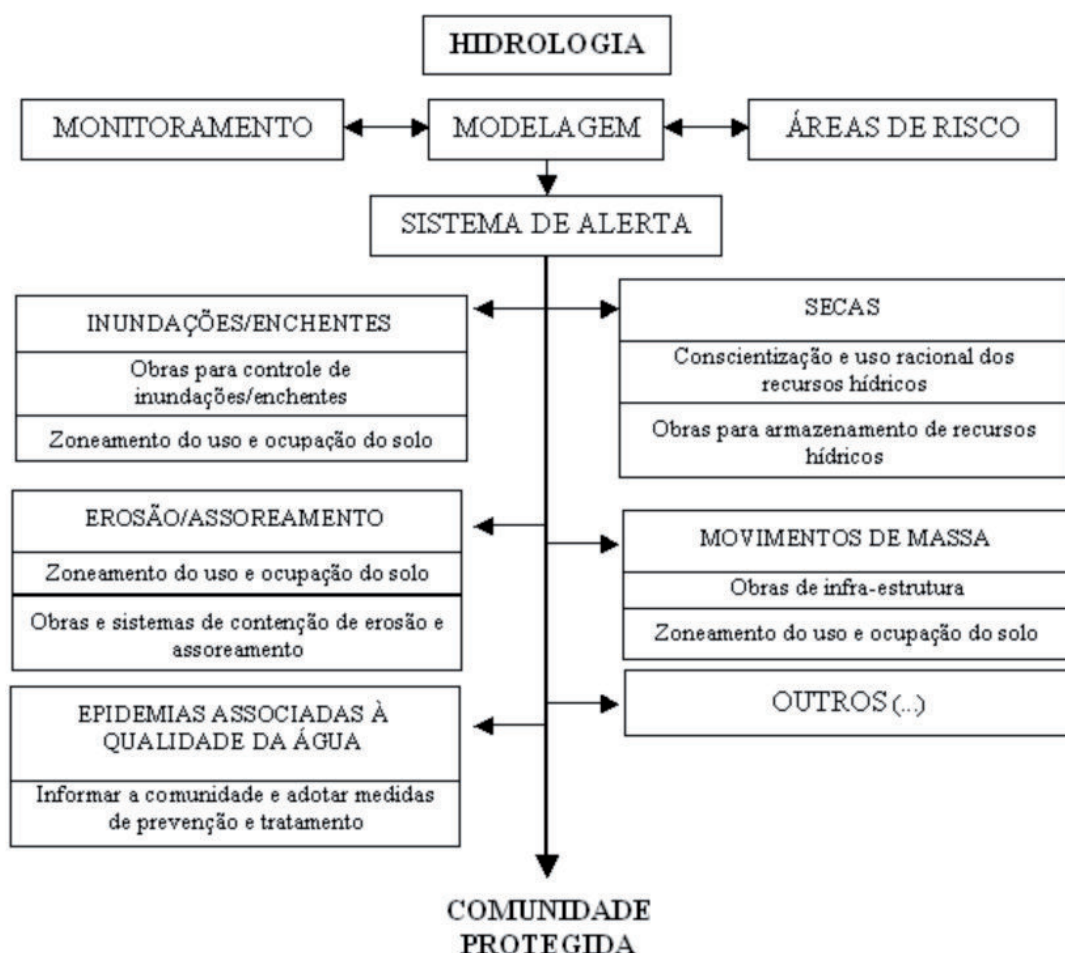 HIDROLOGIA
MONITORAMENTO
MODELAGEM
ÁREAS DE RISCO
SISTEMA DE ALERTA
INUNDAÇÕES/ENCHENTES
Obras para controle de
inundações/enchentes
Zoneamento do uso e ocupação do solo
SECAS
Conscientização e uso racional dos
recursos hídricos
Obras para armazenamento de recursos
hídricos
EROSÃO/ASSOREAMENTO
Zoneamento do uso e ocupação do solo
Obras e sistemas de contenção de erosão e
assoreamento
MOVIMENTOS DE MASSA
Obras de infra-estrutura
Zoneamento do uso e ocupação do solo
EPIDEMIAS ASSOCIADAS À
QUALIDADE DA ÁGUA
Informar a comunidade e adotar medidas
de prevenção e tratamento
OUTROS (...)
COMUNIDADE
PROTEGIDA